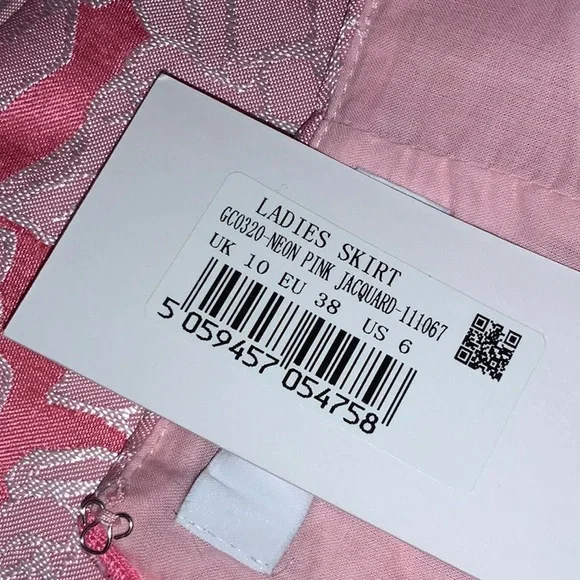 LADIES SKIRT
GC0320-NEON PINK JACQUARD-111067
UK 10 EU 38 US 6
5 059457 054758